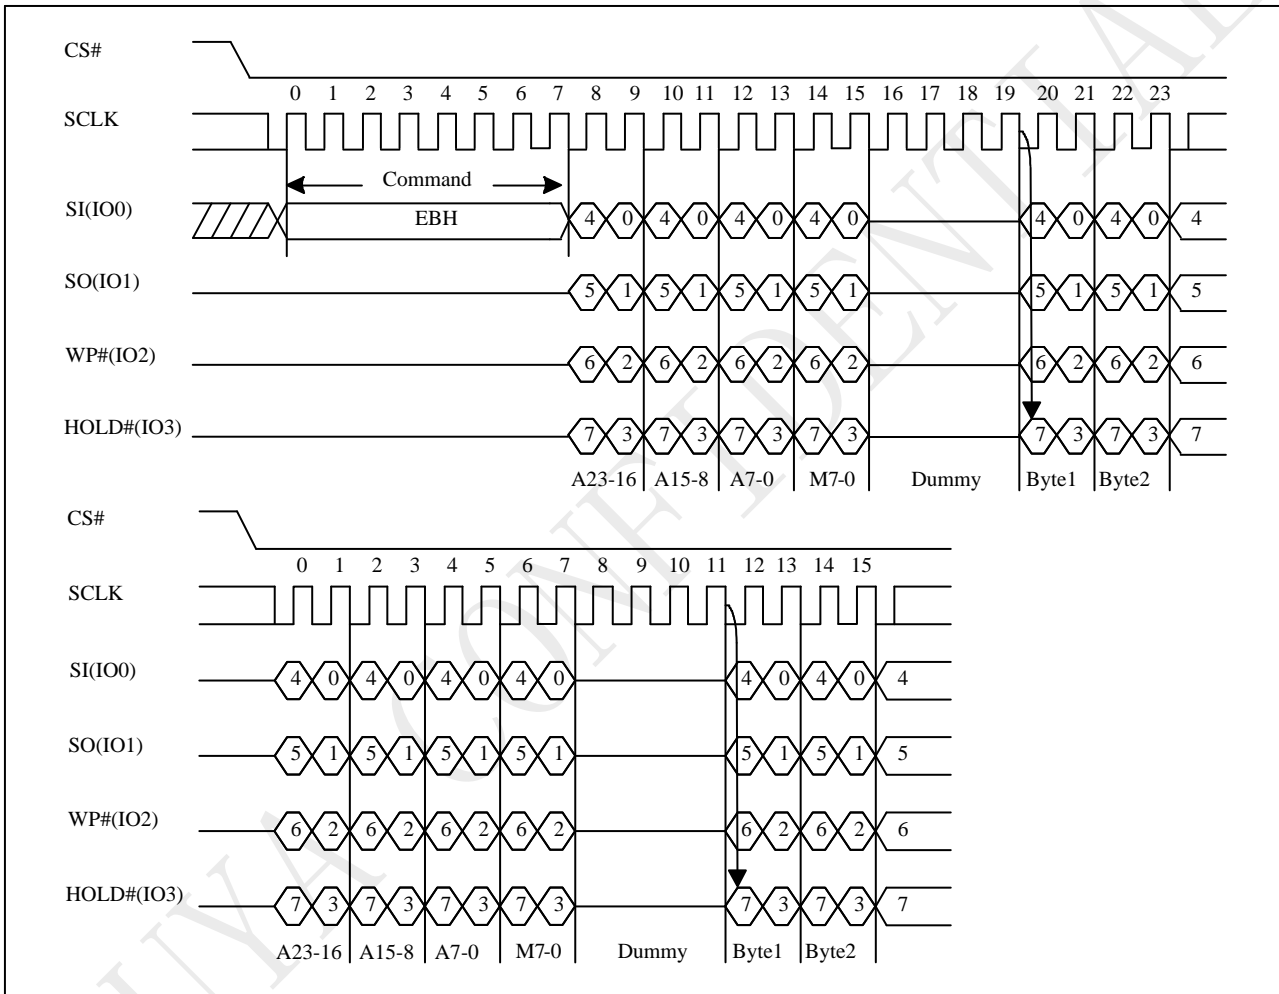 CS#
0 1 2 3 4 5 6 7 8 9 10 11 12 13 14 15 16 17 18 19 20 21 22 23
SCLK
Command
SI(IO0) EBH 4 0 4 0 4 0 4 0 4 0 4 0 4
SO(IO1) 5 1 5 1 5 1 5 1 5 1 5 1 5
WP#(IO2) 6 2 6 2 6 2 6 2 6 2 6 2 6
HOLD#(IO3) 7 3 7 3 7 3 7 3 7 3 7 3 7
A23-16 A15-8 A7-0 M7-0 Dummy Byte1 Byte2
CS#
0 1 2 3 4 5 6 7 8 9 10 11 12 13 14 15
SCLK
SI(IO0) 4 0 4 0 4 0 4 0 4 0 4 0 4
SO(IO1) 5 1 5 1 5 1 5 1 5 1 5 1 5
WP#(IO2) 6 2 6 2 6 2 6 2 6 2 6 2 6
HOLD#(IO3) 7 3 7 3 7 3 7 3 7 3 7 3 7
A23-16 A15-8 A7-0 M7-0 Dummy Byte1 Byte2
UYA CONFIDENTIAL